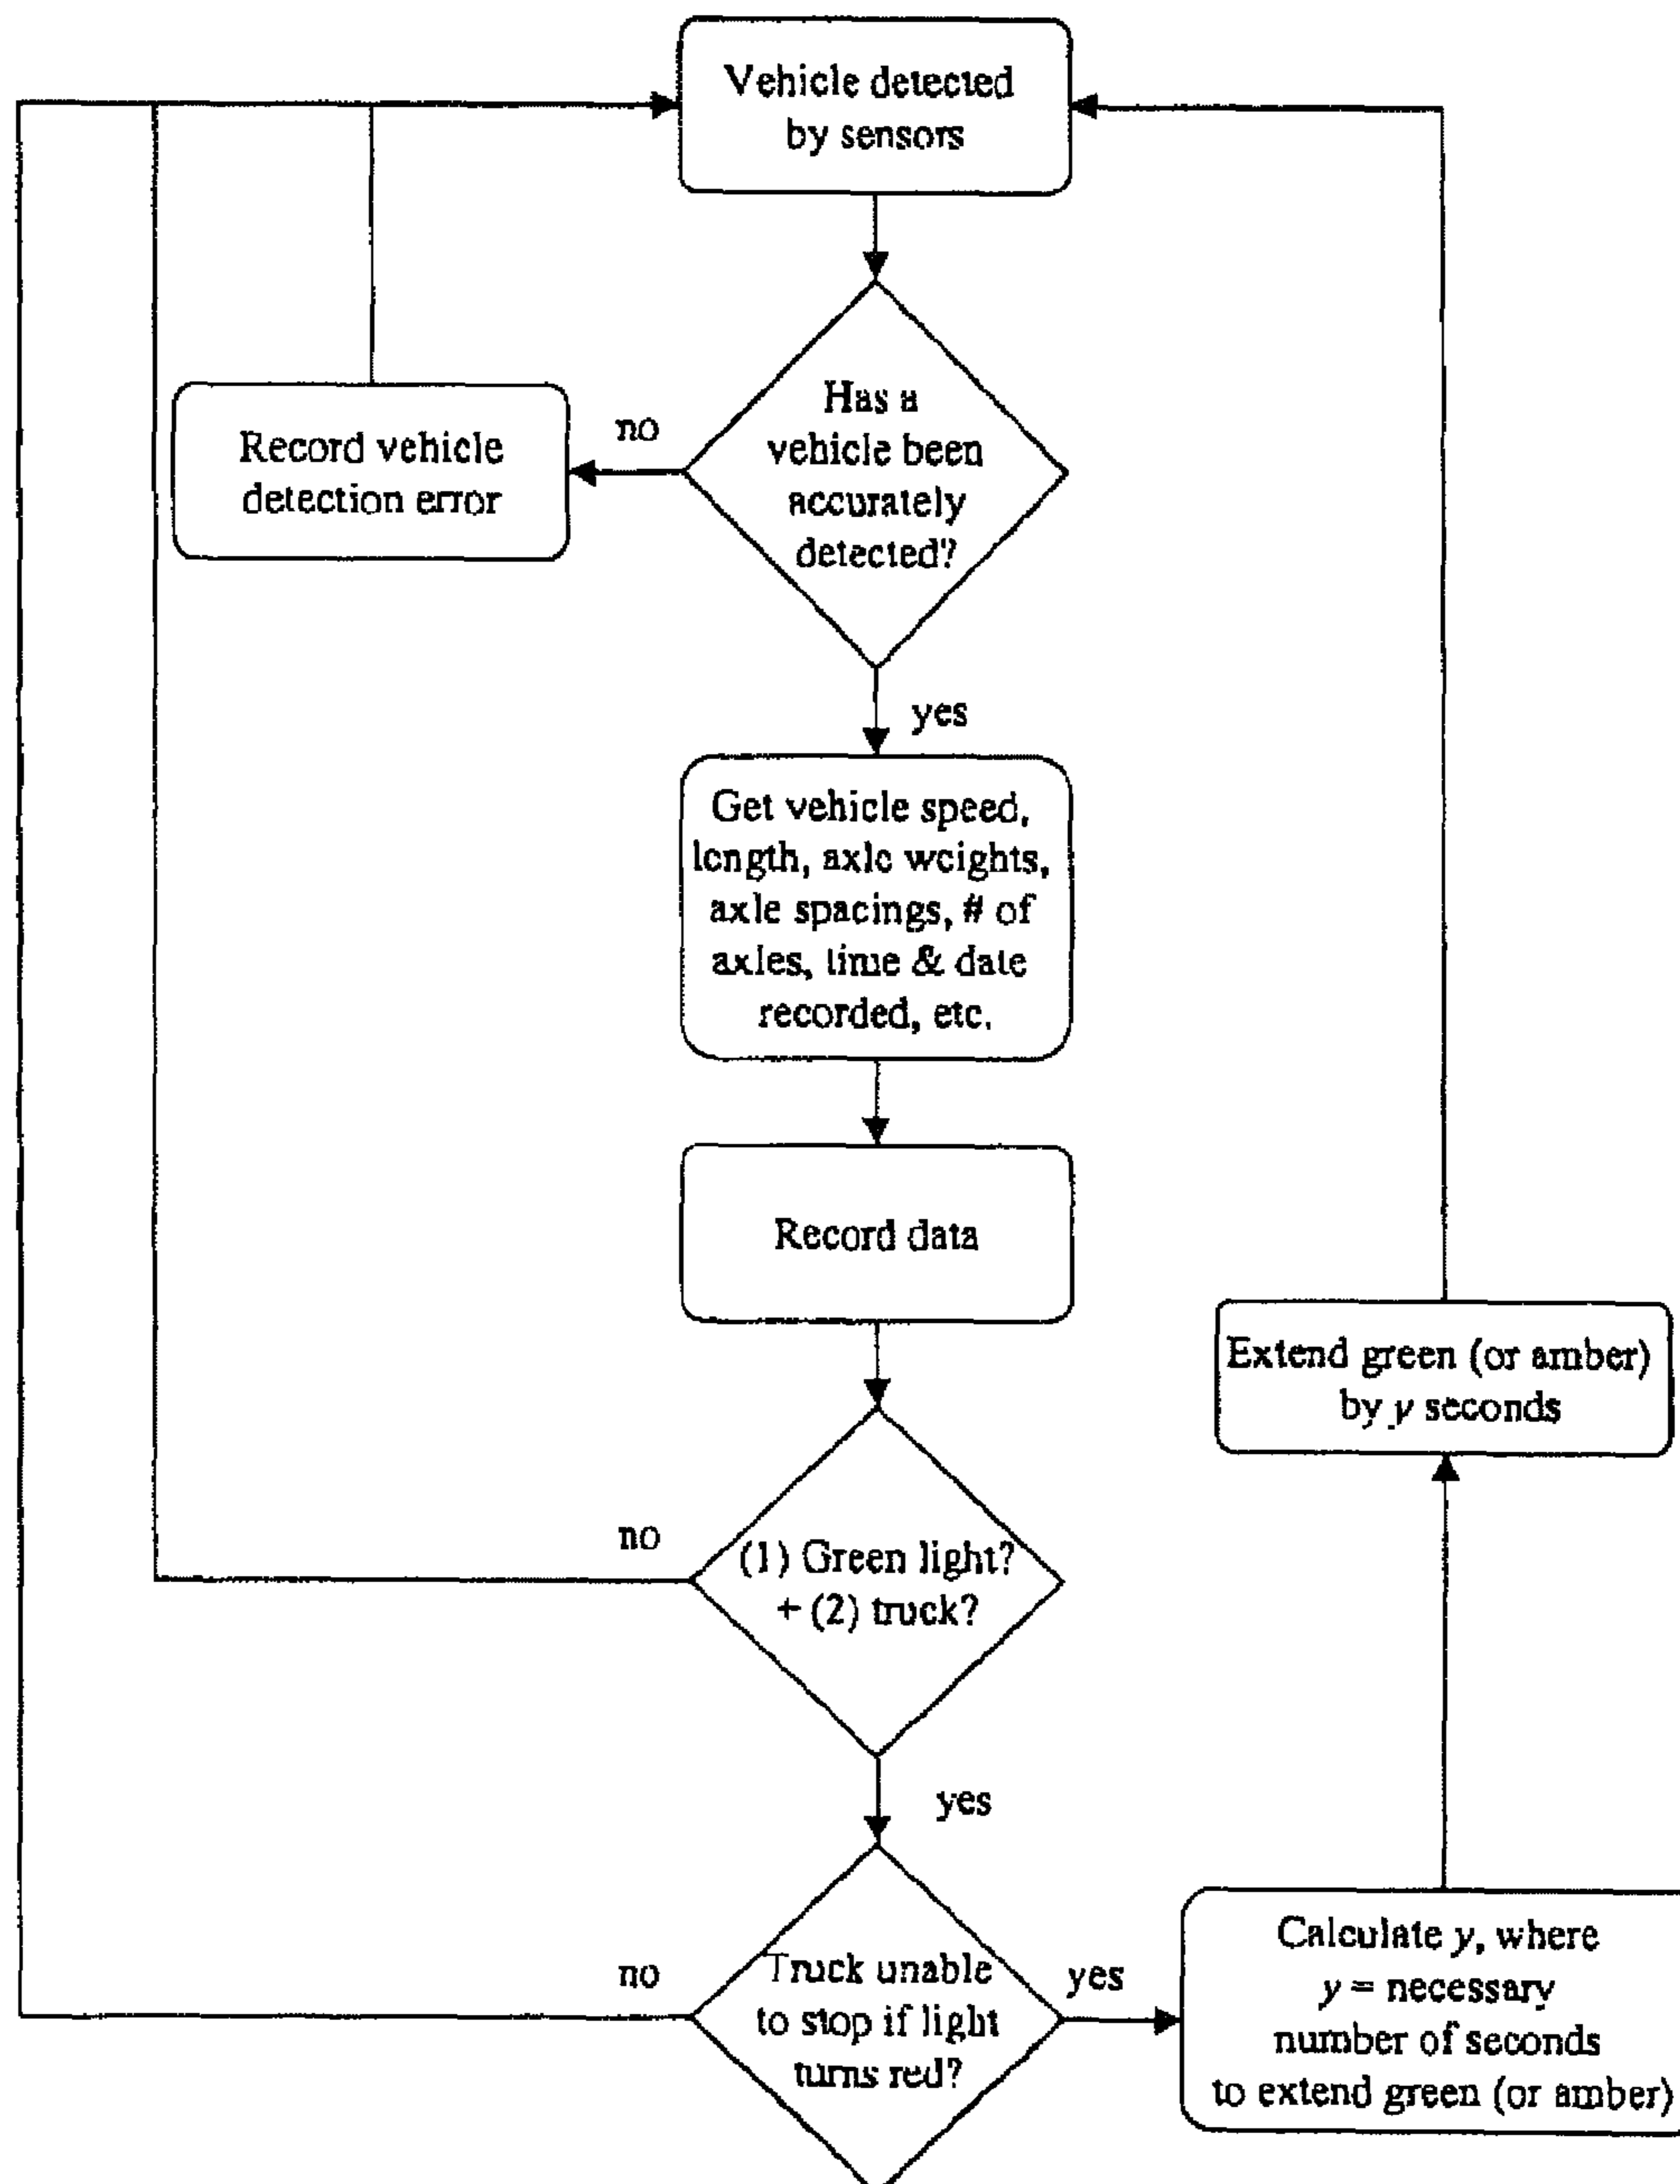 Vehicle detected
by sensors
Has a
vehicle been
accurately
detected?
no
Record vehicle
detection error
yes
Get vehicle speed,
length, axle weights,
axle spacings, # of
axles, time & date
recorded, etc.
Record data
(1) Green light?
+ (2) truck?
no
yes
Truck unable
to stop if light
turns red?
no
yes
Calculate y, where
y = necessary
number of seconds
to extend green (or amber)
Extend green (or amber)
by y seconds